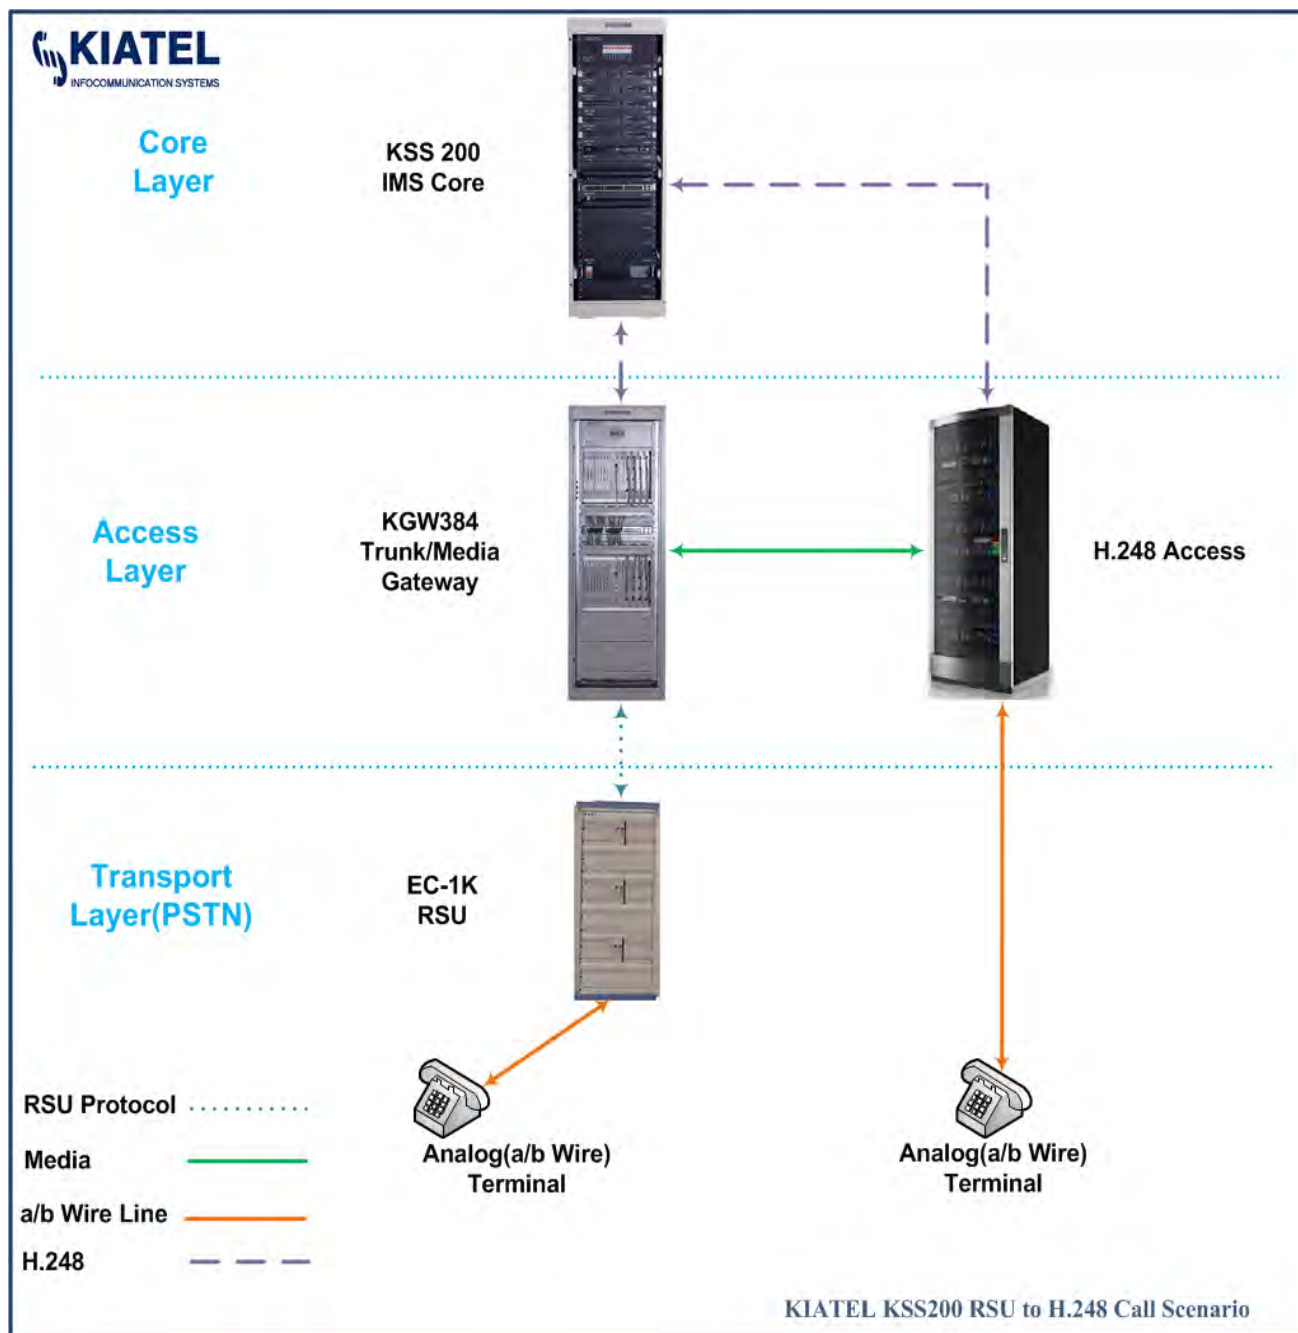 KIATEL
INFOCOMMUNICATION SYSTEMS
Core
Layer
KSS 200
IMS Core
Access
Layer
KGW384
Trunk/Media
Gateway
H.248 Access
Transport
Layer(PSTN)
EC-1K
RSU
Analog(a/b Wire)
Terminal
Analog(a/b Wire)
Terminal
RSU Protocol
Media
a/b Wire Line
H.248
KIATEL KSS200 RSU to H.248 Call Scenario